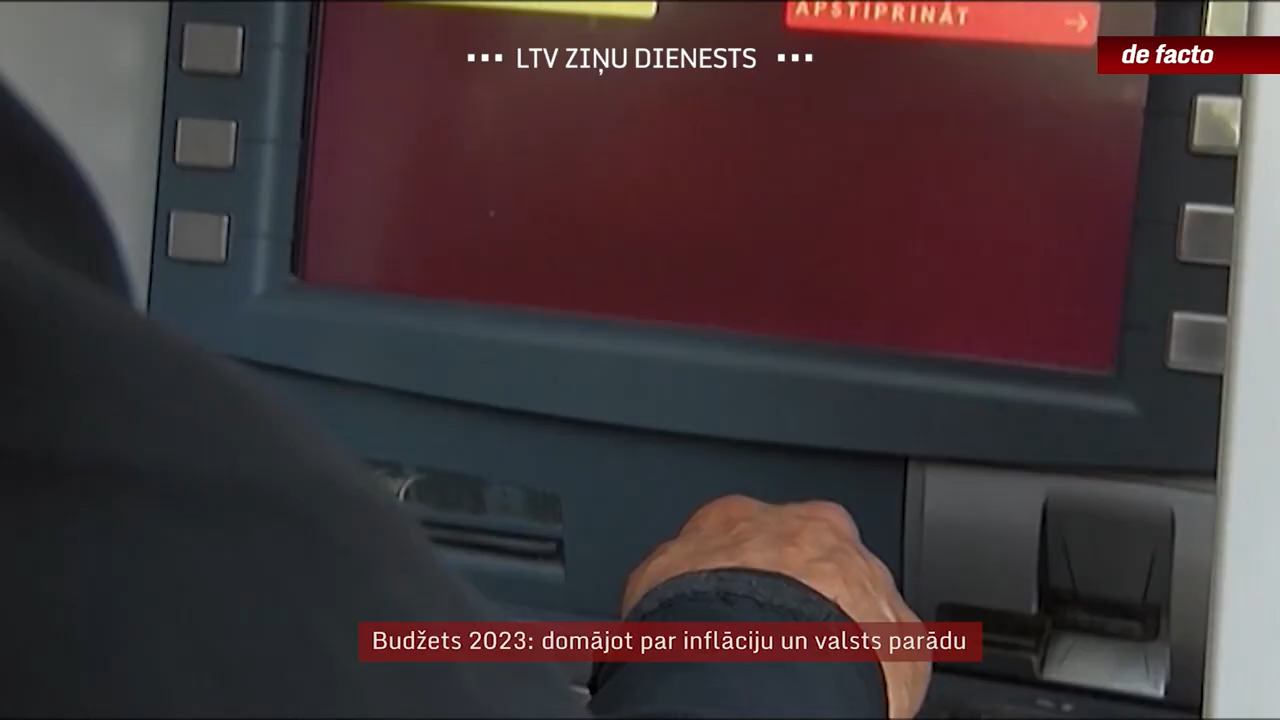 APSTIPRINĀT →
LTV ZIŅU DIENESTS
de facto
Budžets 2023: domājot par inflāciju un valsts parādu